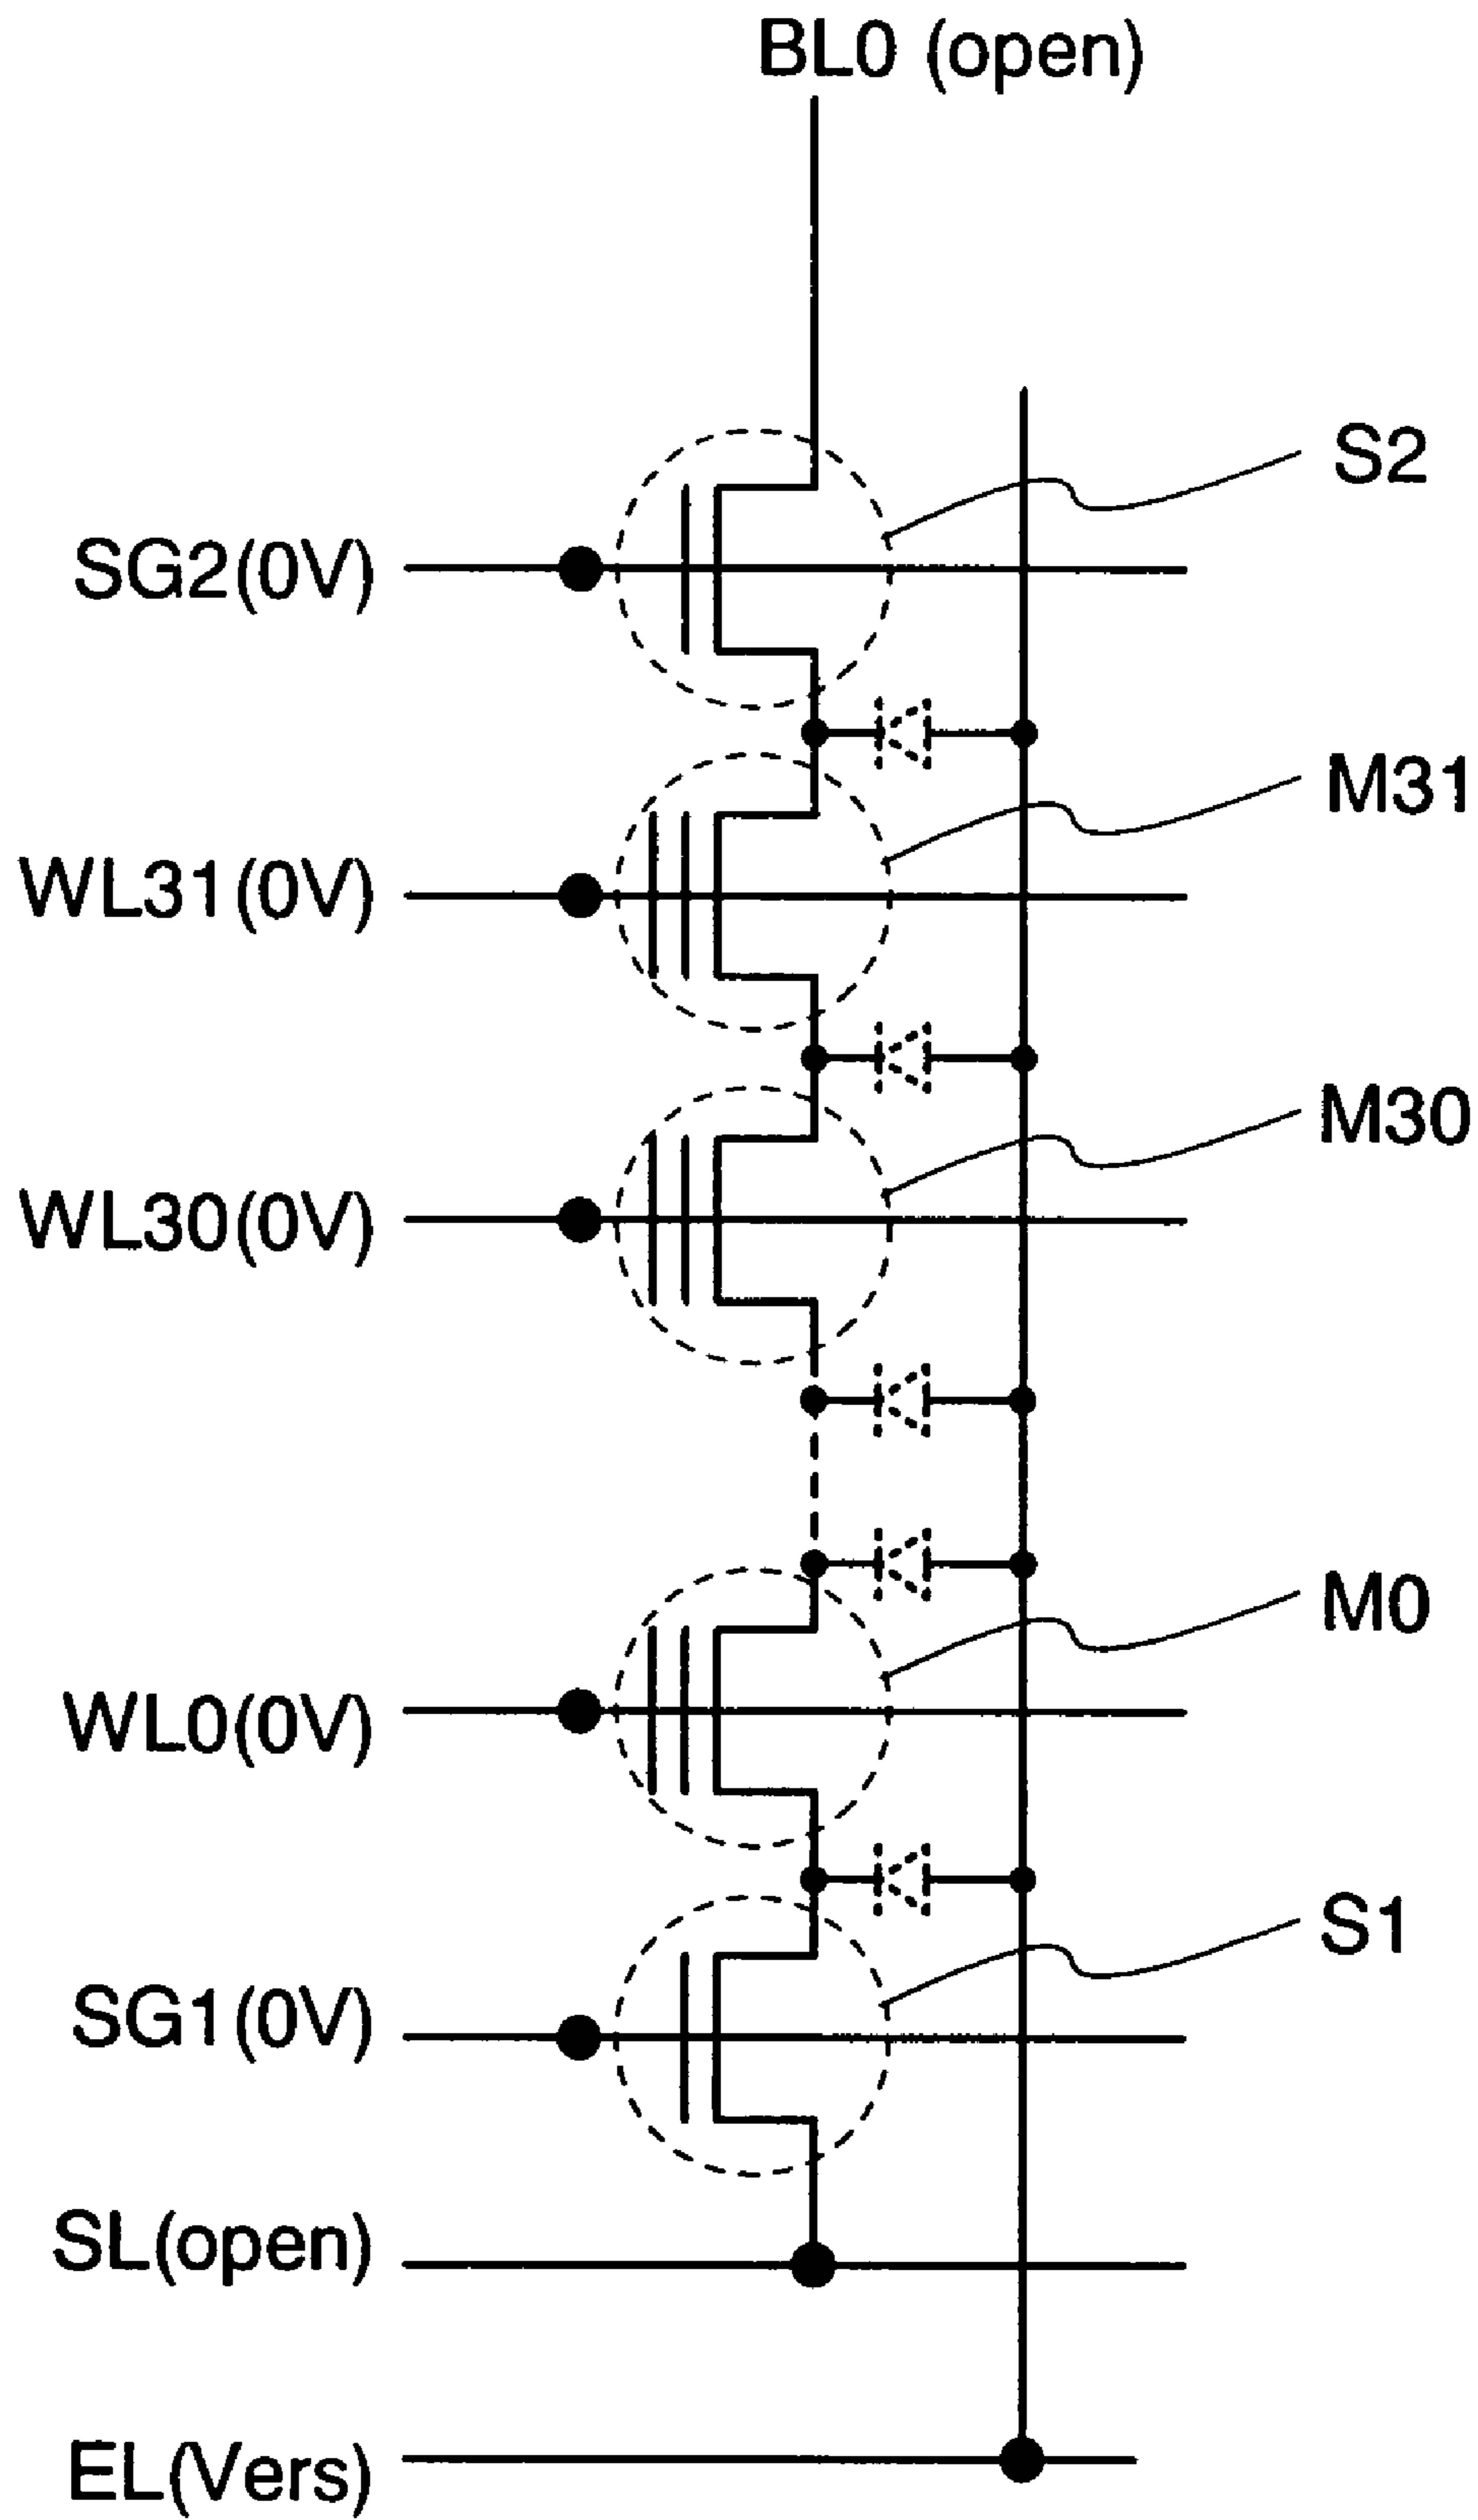 BL0 (open)
S2
SG2(0V)
M31
WL31(0V)
M30
WL30(0V)
M0
WL0(0V)
S1
SG1(0V)
SL(open)
EL(Vers)